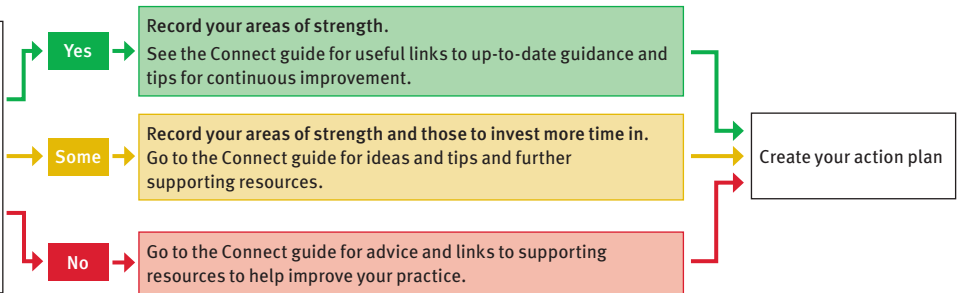 Yes
Record your areas of strength.
See the Connect guide for useful links to up-to-date guidance and
tips for continuous improvement.
Some
Record your areas of strength and those to invest more time in.
Go to the Connect guide for ideas and tips and further
supporting resources.
No
Go to the Connect guide for advice and links to supporting
resources to help improve your practice.
Create your action plan